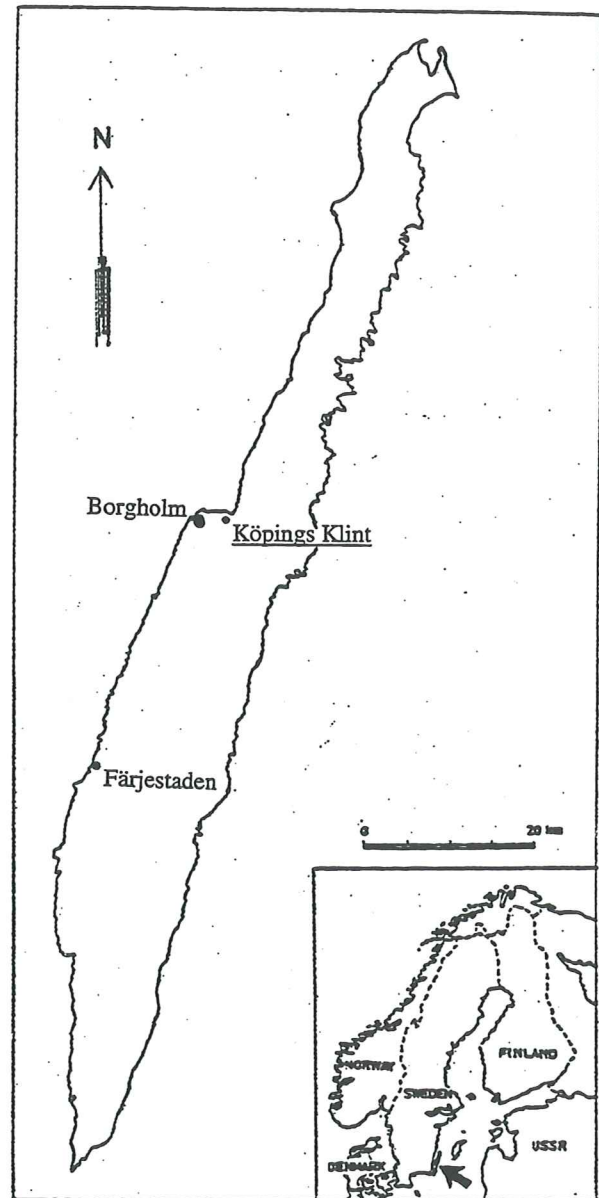 N
Borgholm
Köpings Klint
Färjestaden
0 20 km
NORWAY
FINLAND
SWEDEN
USSR
DENMARK